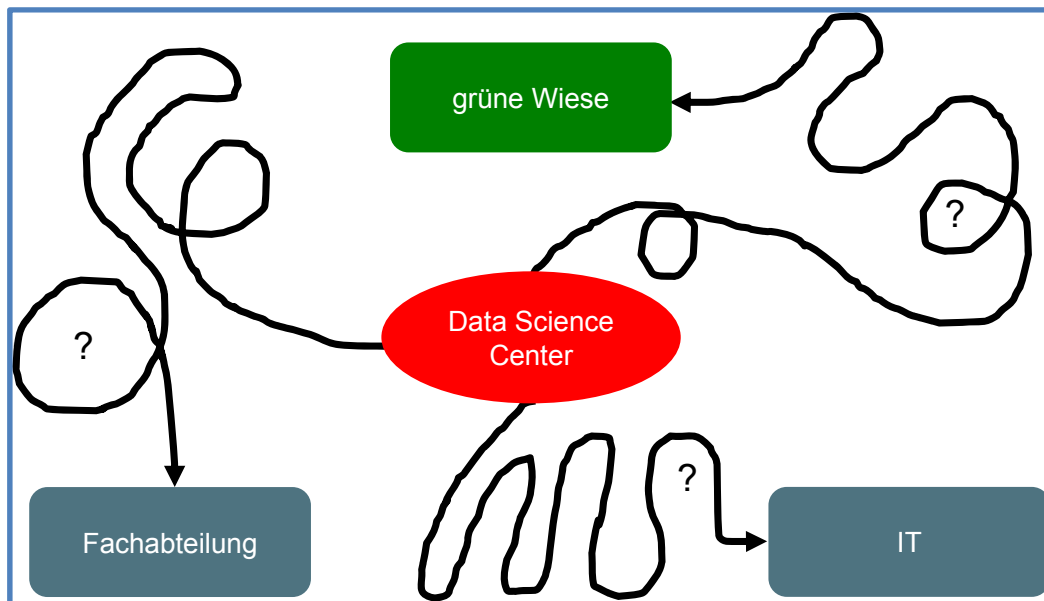 grüne Wiese
?
Data Science
Center
?
?
Fachabteilung
IT